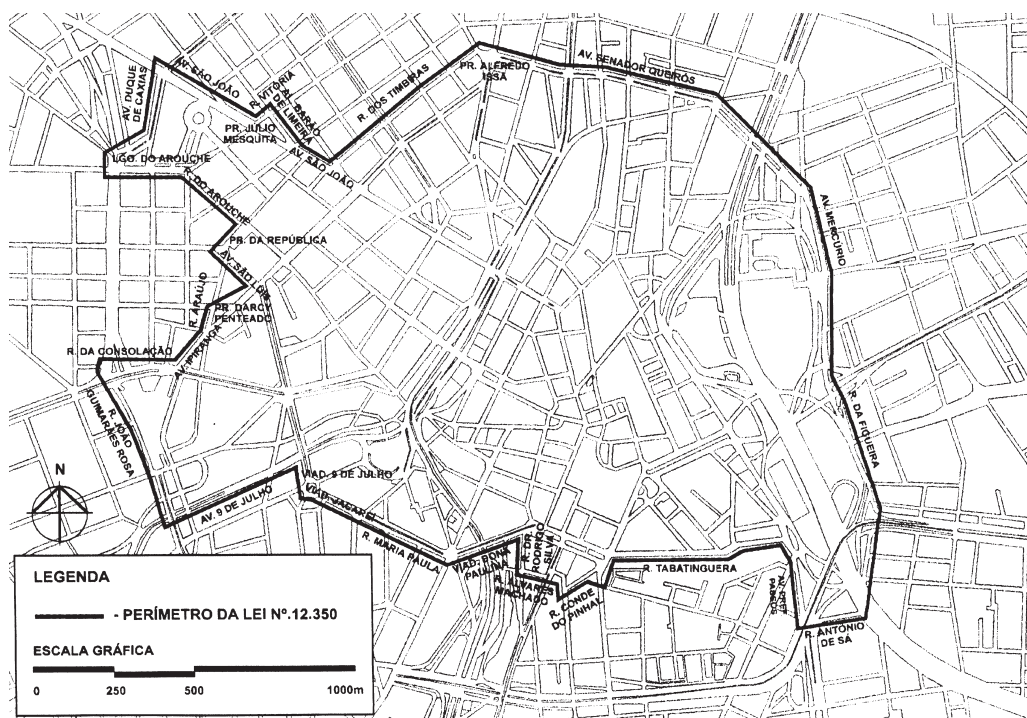 AV. SÃO JOÃO
AV. DUQUE
DE CAXIAS
R. VITÓRIA
AL. BARÃO
DE LIMEIRA
PR. JULIO
MESQUITA
AV. SÃO JOÃO
R. DOS TIMBIRAS
PR. ALFREDO
ISSA
AV. SENADOR QUEIRÓS
LGO. DO AROUCHE
R. DO AROUCHE
PR. DA REPÚBLICA
AV. SÃO LUÍS
R. ARAÚJO
PR. DARCY
PENTEADO
AV. IPIRANGA
R. DA CONSOLAÇÃO
R. JOÃO
GUIMARÃES ROSA
AV. MERCÚRIO
R. DA FIGUEIRA
N
AV. 9 DE JULHO
VIAD. 9 DE JULHO
VIAD. JACAREÍ
R. MARIA PAULA
VIAD. DONA
PAULINA
R. DR.
RODRIGO
SILVA
R. ALVARES
MACHADO
R. CONDE
DO PINHAL
R. TABATINGUERA
R. ANTÔNIO
DE SÁ
LEGENDA
- PERÍMETRO DA LEI Nº.12.350
ESCALA GRÁFICA
0 250 500 1000m